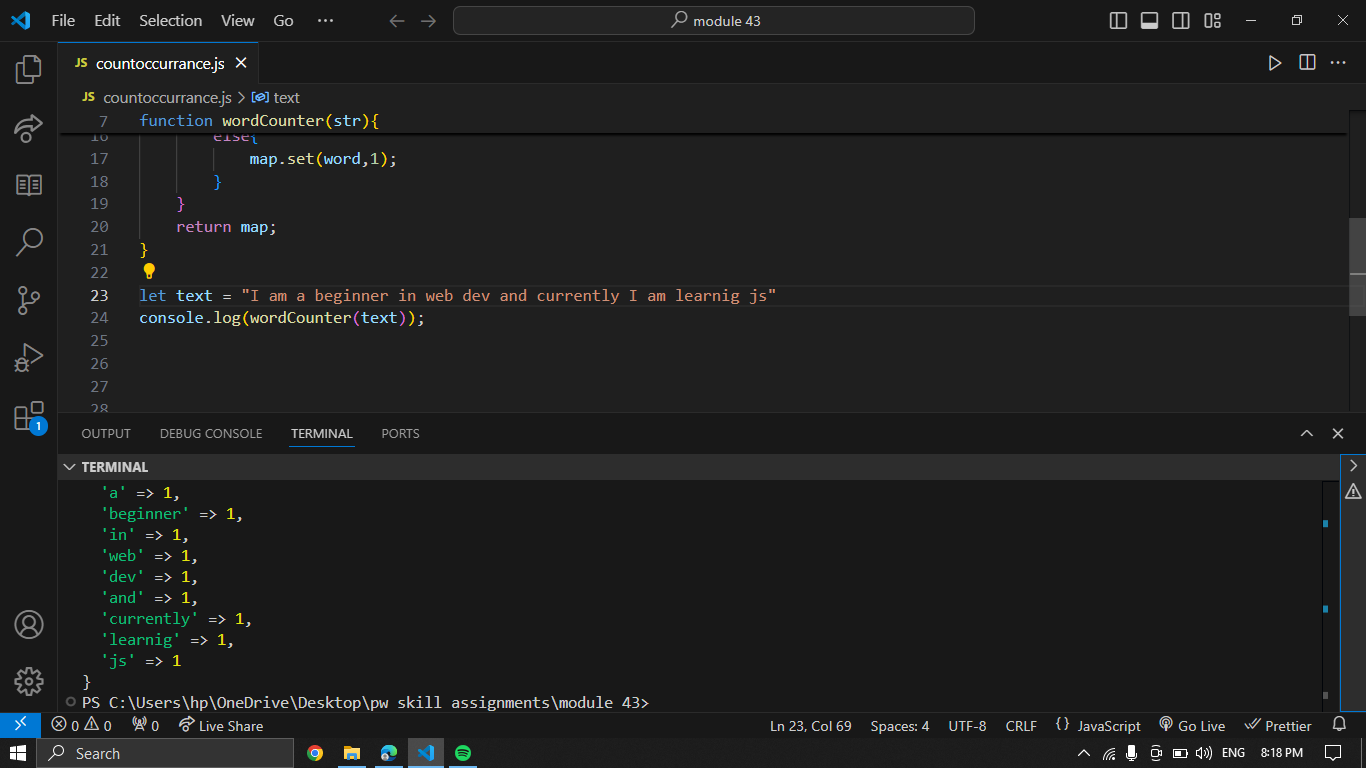 File Edit Selection View Go ··· module 43
JS countoccurrance.js
JS countoccurrance.js > text
7 function wordCounter(str){
16 else{
17 map.set(word,1);
18 }
19 }
20 return map;
21 }
22
23 let text = "I am a beginner in web dev and currently I am learnig js"
24 console.log(wordCounter(text));
25
26
27
28
1
OUTPUT DEBUG CONSOLE TERMINAL PORTS
TERMINAL
'a' => 1,
'beginner' => 1,
'in' => 1,
'web' => 1,
'dev' => 1,
'and' => 1,
'currently' => 1,
'learnig' => 1,
'js' => 1
}
PS C:\Users\hp\OneDrive\Desktop\pw skill assignments\module 43>
0 0 0 Live Share Ln 23, Col 69 Spaces: 4 UTF-8 CRLF {} JavaScript Go Live Prettier
Search ENG 8:18 PM